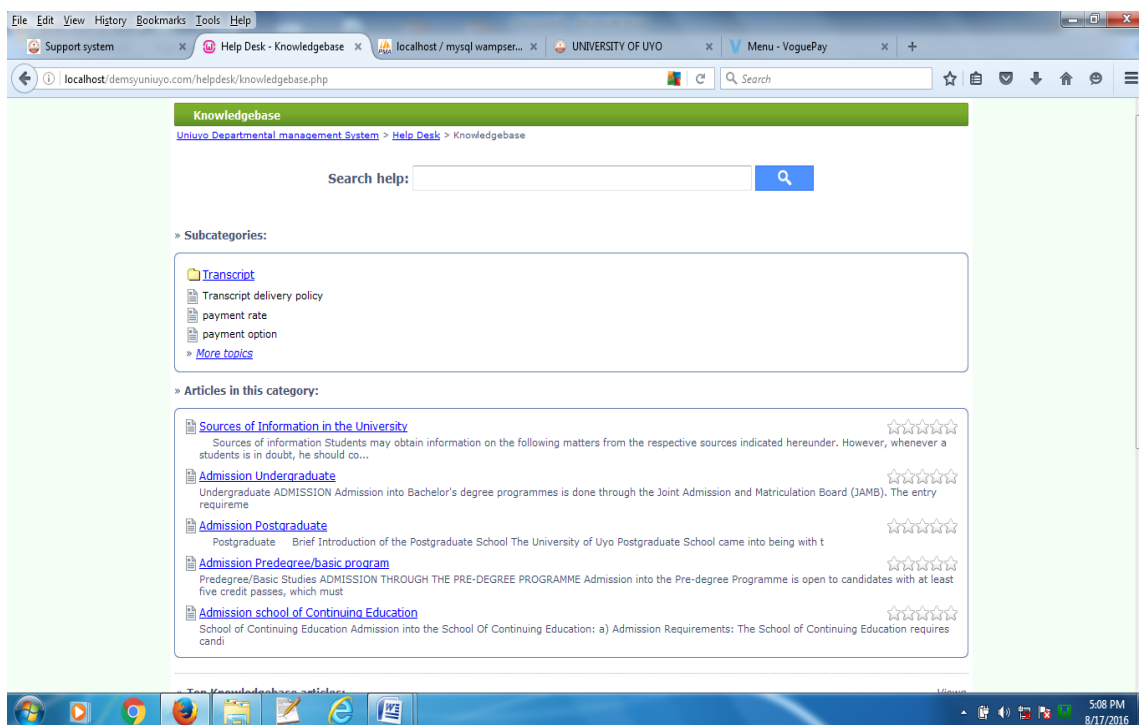 File Edit View History Bookmarks Tools Help
Support system
Help Desk - Knowledgebase
localhost / mysql wampser...
UNIVERSITY OF UYO
Menu - VoguePay
localhost/demsyuniuyo.com/helpdesk/knowledgebase.php
Search
Knowledgebase
Uniuyo Departmental management System > Help Desk > Knowledgebase
Search help:
» Subcategories:
Transcript
Transcript delivery policy
payment rate
payment option
» More topics
» Articles in this category:
Sources of Information in the University
Sources of information Students may obtain information on the following matters from the respective sources indicated hereunder. However, whenever a
students is in doubt, he should co...
Admission Undergraduate
Undergraduate ADMISSION Admission into Bachelor's degree programmes is done through the Joint Admission and Matriculation Board (JAMB). The entry
requireme
Admission Postgraduate
Postgraduate Brief Introduction of the Postgraduate School The University of Uyo Postgraduate School came into being with t
Admission Predegree/basic program
Predegree/Basic Studies ADMISSION THROUGH THE PRE-DEGREE PROGRAMME Admission into the Pre-degree Programme is open to candidates with at least
five credit passes, which must
Admission school of Continuing Education
School of Continuing Education Admission into the School Of Continuing Education: a) Admission Requirements: The School of Continuing Education requires
candi
» Top Knowledgebase articles:
Views
5:08 PM
8/17/2016